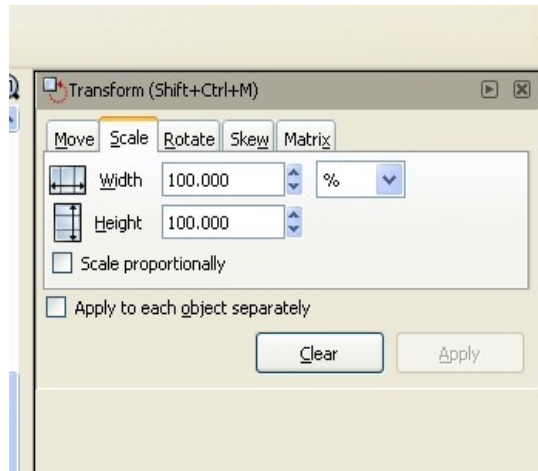 Transform (Shift+Ctrl+M)
Move Scale Rotate Skew Matrix
Width 100.000 %
Height 100.000
Scale proportionally
Apply to each object separately
Clear Apply